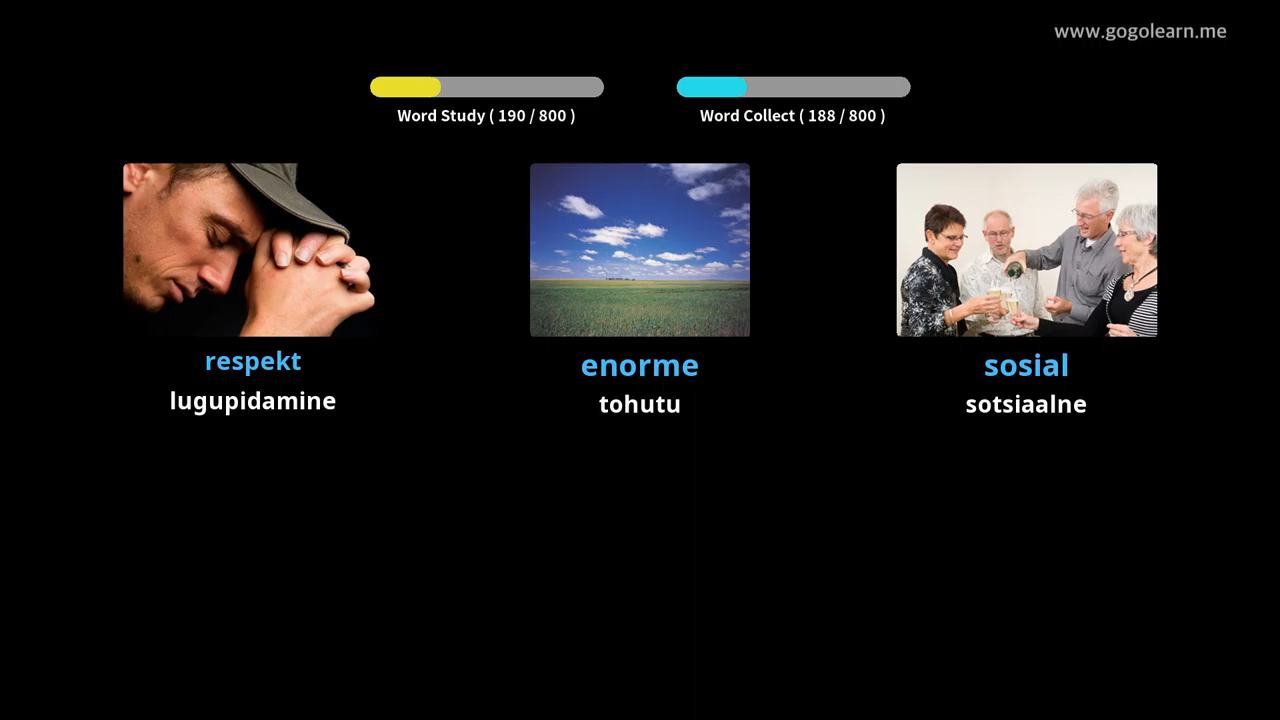 www.gogolearn.me
Word Study ( 190 / 800 )
Word Collect ( 188 / 800 )
respekt
lugupidamine
enorme
tohutu
sosial
sotsiaalne